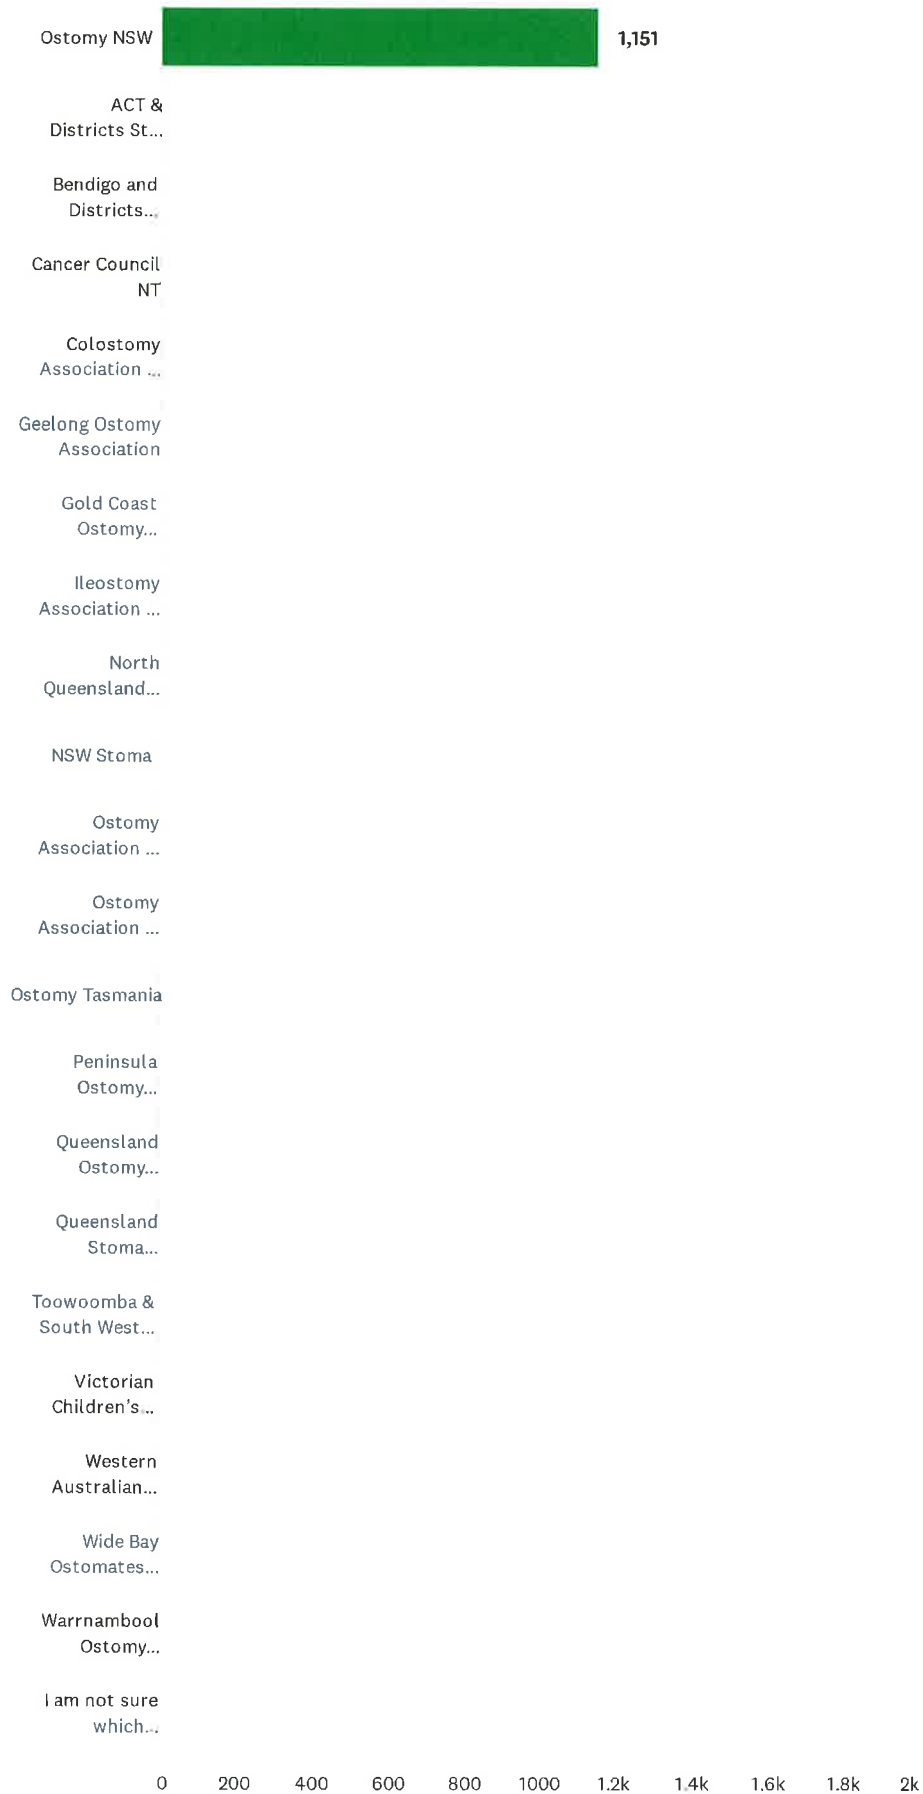 Ostomy NSW 1,151
ACT &
Districts St...
Bendigo and
Districts...
Cancer Council
NT
Colostomy
Association ...
Geelong Ostomy
Association
Gold Coast
Ostomy...
Ileostomy
Association ...
North
Queensland...
NSW Stoma
Ostomy
Association ...
Ostomy
Association ...
Ostomy Tasmania
Peninsula
Ostomy...
Queensland
Ostomy...
Queensland
Stoma...
Toowoomba &
South West...
Victorian
Children's...
Western
Australian...
Wide Bay
Ostomates...
Warrnambool
Ostomy...
I am not sure
which...
0 200 400 600 800 1000 1.2k 1.4k 1.6k 1.8k 2k